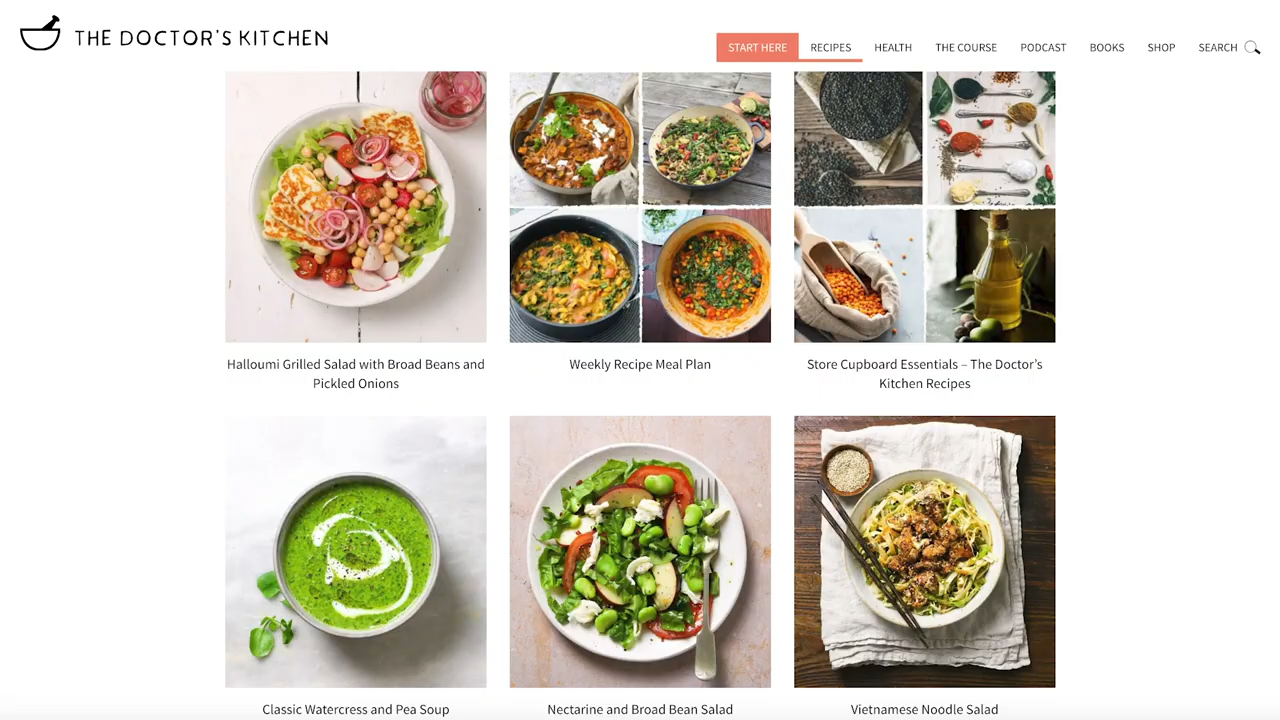 THE DOCTOR'S KITCHEN
START HERE RECIPES HEALTH THE COURSE PODCAST BOOKS SHOP SEARCH
Halloumi Grilled Salad with Broad Beans and
Pickled Onions
Weekly Recipe Meal Plan
Store Cupboard Essentials – The Doctor's
Kitchen Recipes
Classic Watercress and Pea Soup
Nectarine and Broad Bean Salad
Vietnamese Noodle Salad